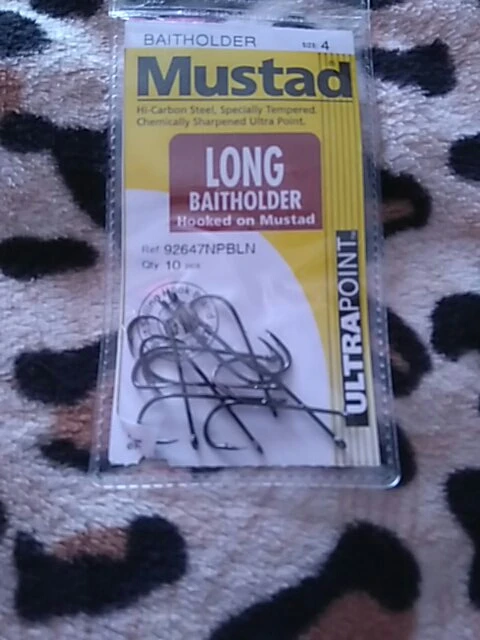 BAITHOLDER SIZE: 4
Mustad
Hi-Carbon Steel, Specially Tempered.
Chemically Sharpened Ultra Point.
LONG
BAITHOLDER
Hooked on Mustad
Ref 92647NPBLN
Qty 10 pcs
ULTRAPOINT